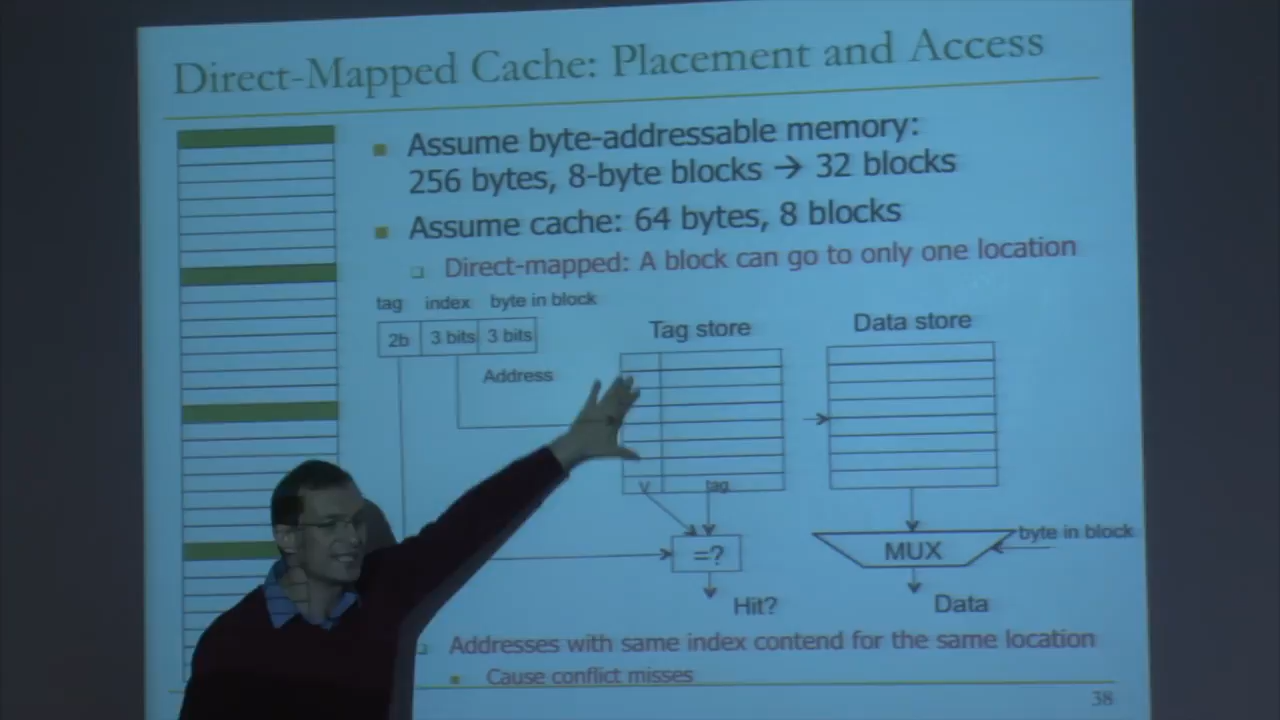 Direct-Mapped Cache: Placement and Access
Assume byte-addressable memory:
256 bytes, 8-byte blocks → 32 blocks
Assume cache: 64 bytes, 8 blocks
Direct-mapped: A block can go to only one location
tag index byte in block
2b 3 bits 3 bits
Address
Tag store
Data store
V tag
=?
Hit?
MUX
byte in block
Data
Addresses with same index contend for the same location
Cause conflict misses
38